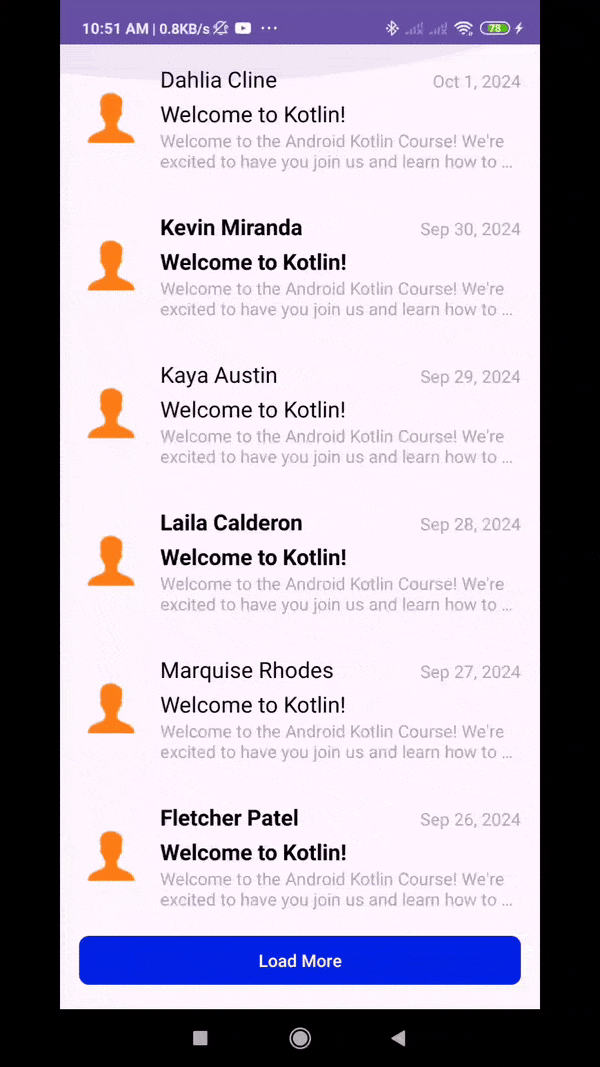 10:51 AM | 0.8KB/s
78
Dahlia Cline
Oct 1, 2024
Welcome to Kotlin!
Welcome to the Android Kotlin Course! We're
excited to have you join us and learn how to ...
Kevin Miranda
Sep 30, 2024
Welcome to Kotlin!
Welcome to the Android Kotlin Course! We're
excited to have you join us and learn how to ...
Kaya Austin
Sep 29, 2024
Welcome to Kotlin!
Welcome to the Android Kotlin Course! We're
excited to have you join us and learn how to ...
Laila Calderon
Sep 28, 2024
Welcome to Kotlin!
Welcome to the Android Kotlin Course! We're
excited to have you join us and learn how to ...
Marquise Rhodes
Sep 27, 2024
Welcome to Kotlin!
Welcome to the Android Kotlin Course! We're
excited to have you join us and learn how to ...
Fletcher Patel
Sep 26, 2024
Welcome to Kotlin!
Welcome to the Android Kotlin Course! We're
excited to have you join us and learn how to ...
Load More